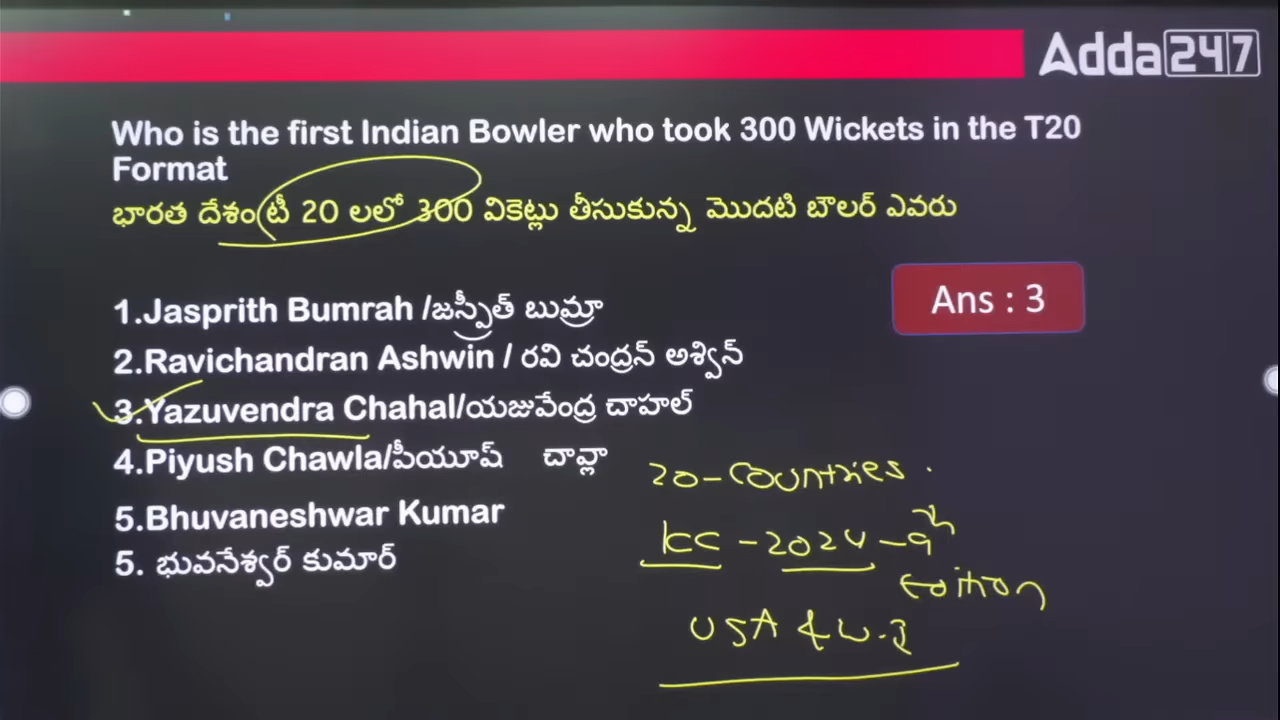 Adda247
Who is the first Indian Bowler who took 300 Wickets in the T20
Format
భారత దేశం టీ 20 లలో 300 వికెట్లు తీసుకున్న మొదటి బౌలర్ ఎవరు
Ans : 3
1.Jasprith Bumrah /జస్ప్రీత్ బుమ్రా
2.Ravichandran Ashwin / రవి చంద్రన్ అశ్విన్
3.Yazuvendra Chahal/యజువేంద్ర చాహల్
4.Piyush Chawla/పీయూష్ చావ్లా
5.Bhuvaneshwar Kumar
5. భువనేశ్వర్ కుమార్
20-Countries.
ICC - 2024 - 9th
Edition
USA & W.I